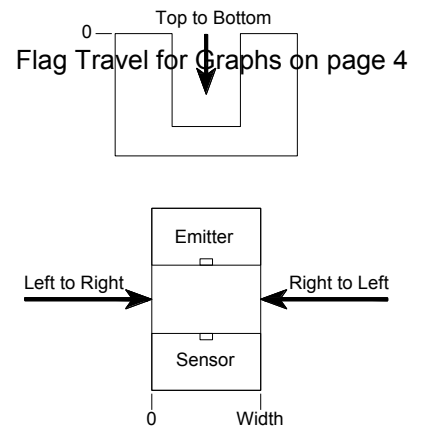 Top to Bottom
0
Flag Travel for Graphs on page 4
Emitter
Left to Right
Right to Left
Sensor
0
Width